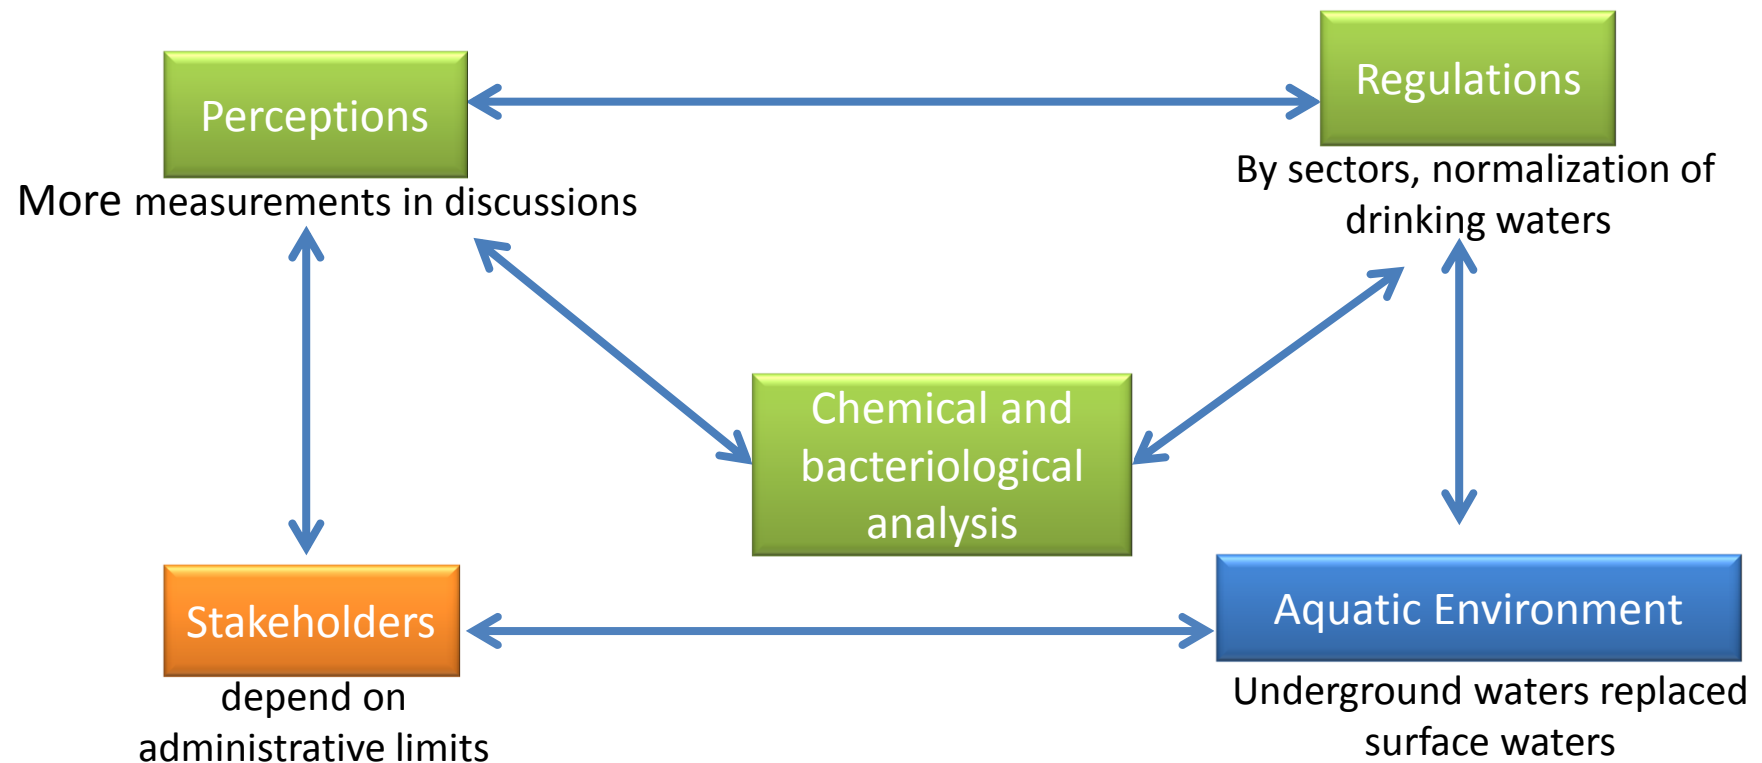 Perceptions
Regulations
More measurements in discussions
By sectors, normalization of
drinking waters
Chemical and
bacteriological
analysis
Stakeholders
Aquatic Environment
depend on
administrative limits
Underground waters replaced
surface waters